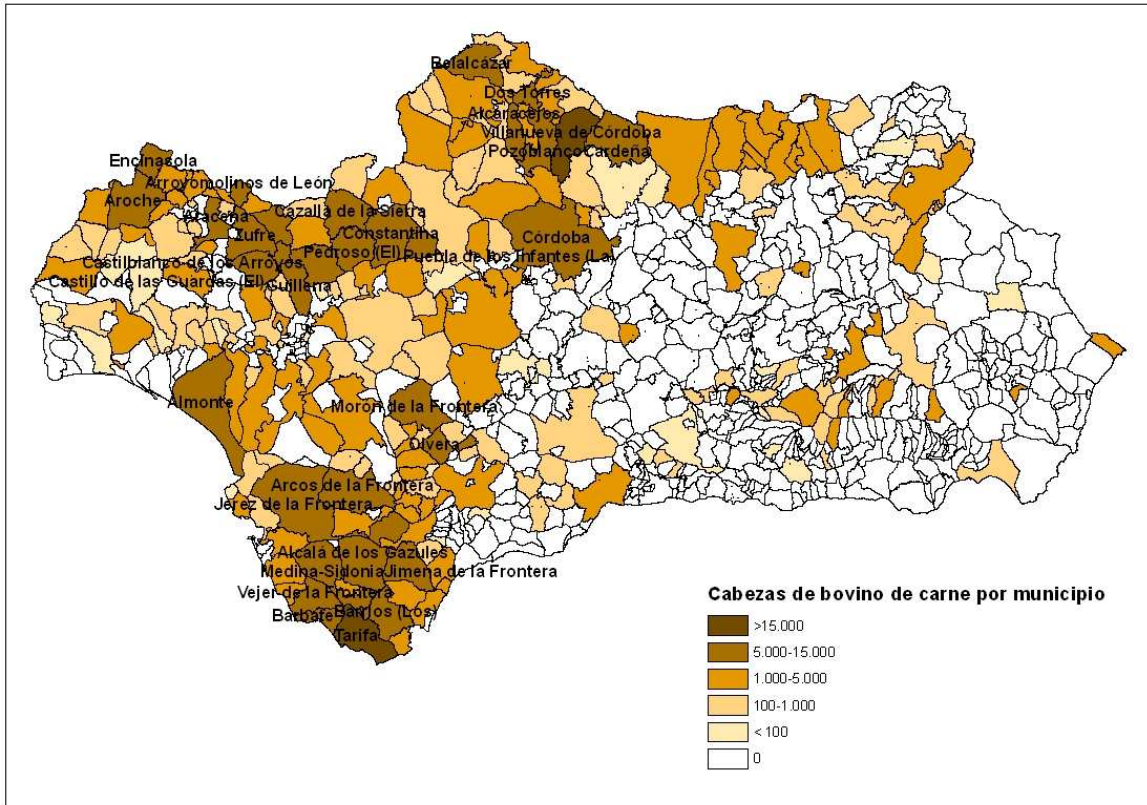 Belalcázar
Dos Torres
Alcaracejos
Villanueva de Córdoba
Pozoblanco
Cardeña
Encinasola
Arroyomolinos de León
Aroche
Aracena
Cazalla de la Sierra
Zufre
Constantina
Córdoba
Pedroso (El)
Puebla de los Infantes (La)
Castilblanco de los Arroyos
Castillo de las Guardas (El)
Guillena
Almonte
Morón de la Frontera
Olvera
Arcos de la Frontera
Jerez de la Frontera
Alcalá de los Gazules
Medina-Sidonia
Jimena de la Frontera
Vejer de la Frontera
Barbate
Barrios (Los)
Tarifa
Cabezas de bovino de carne por municipio
>15.000
5.000-15.000
1.000-5.000
100-1.000
< 100
0